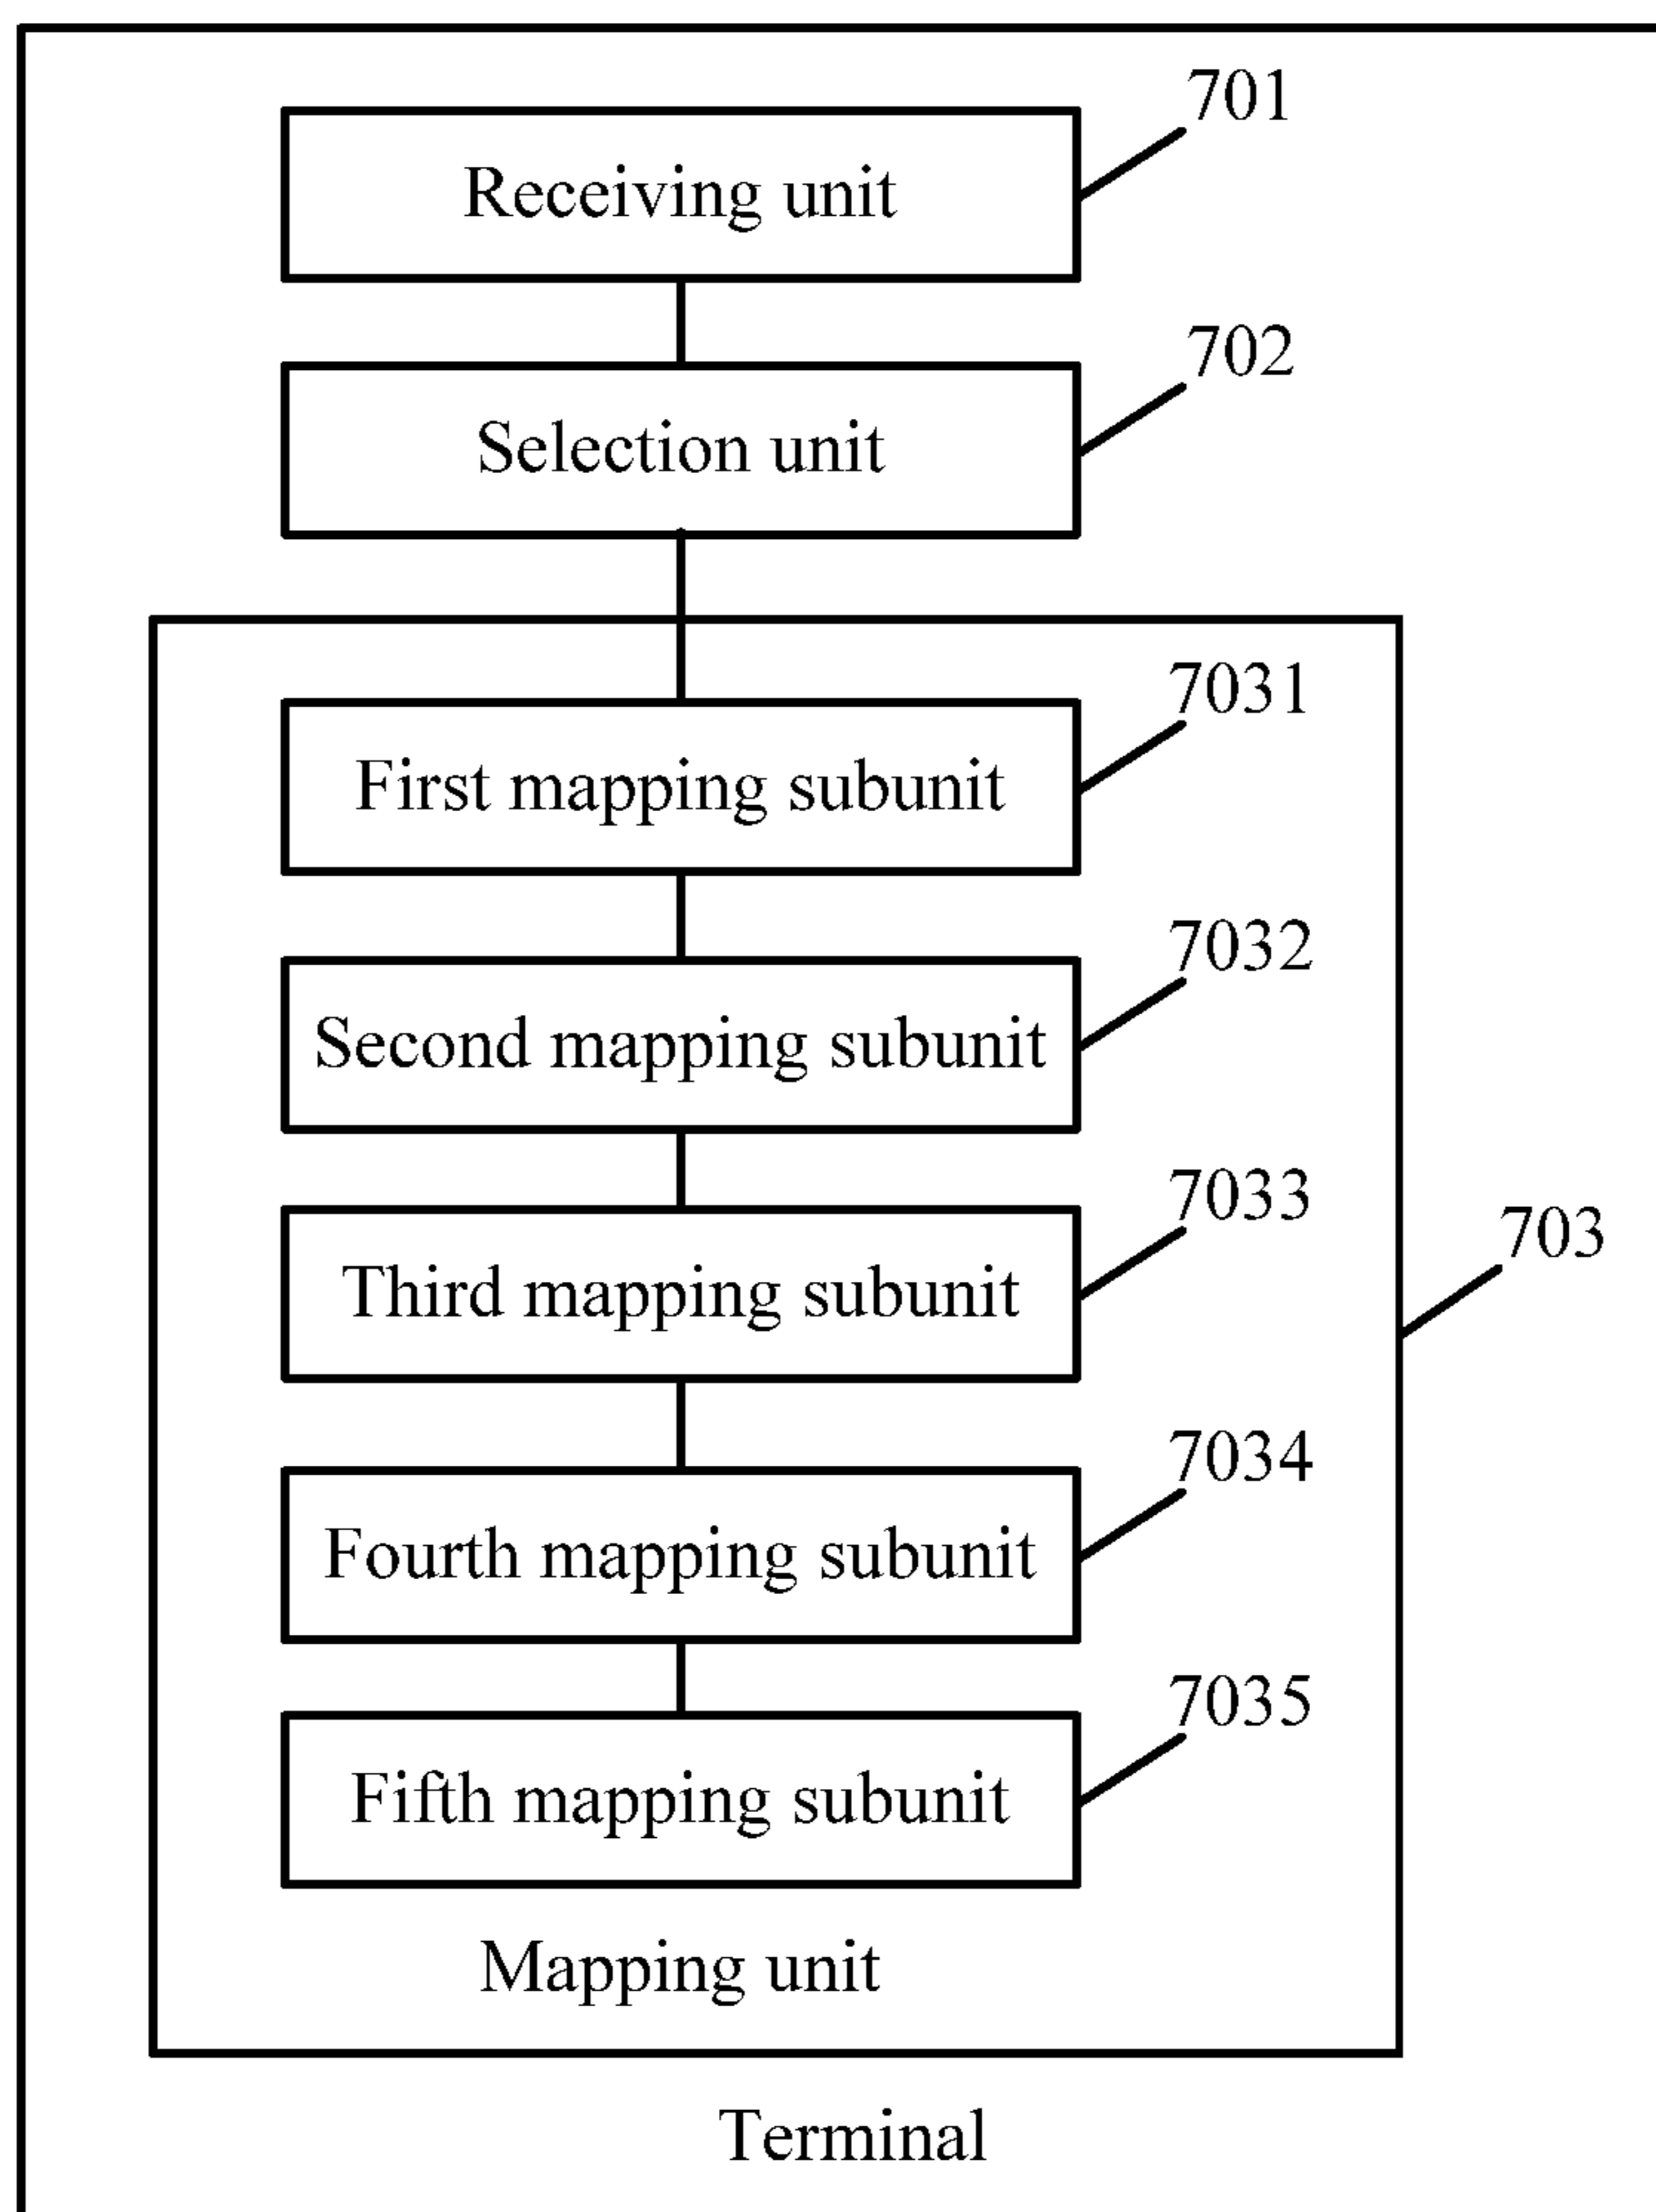 701
Receiving unit
702
Selection unit
7031
First mapping subunit
7032
Second mapping subunit
7033
703
Third mapping subunit
7034
Fourth mapping subunit
7035
Fifth mapping subunit
Mapping unit
Terminal